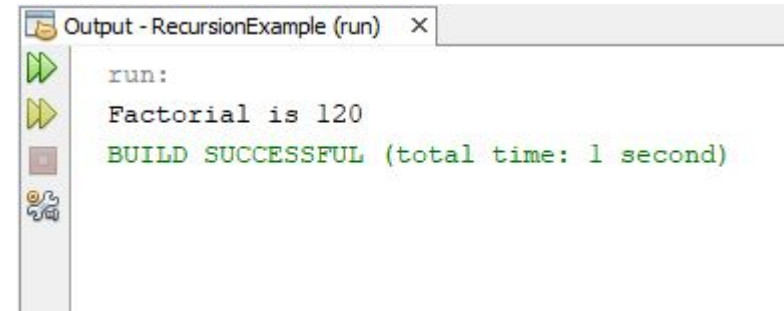 Output - RecursionExample (run)
run:
Factorial is 120
BUILD SUCCESSFUL (total time: 1 second)